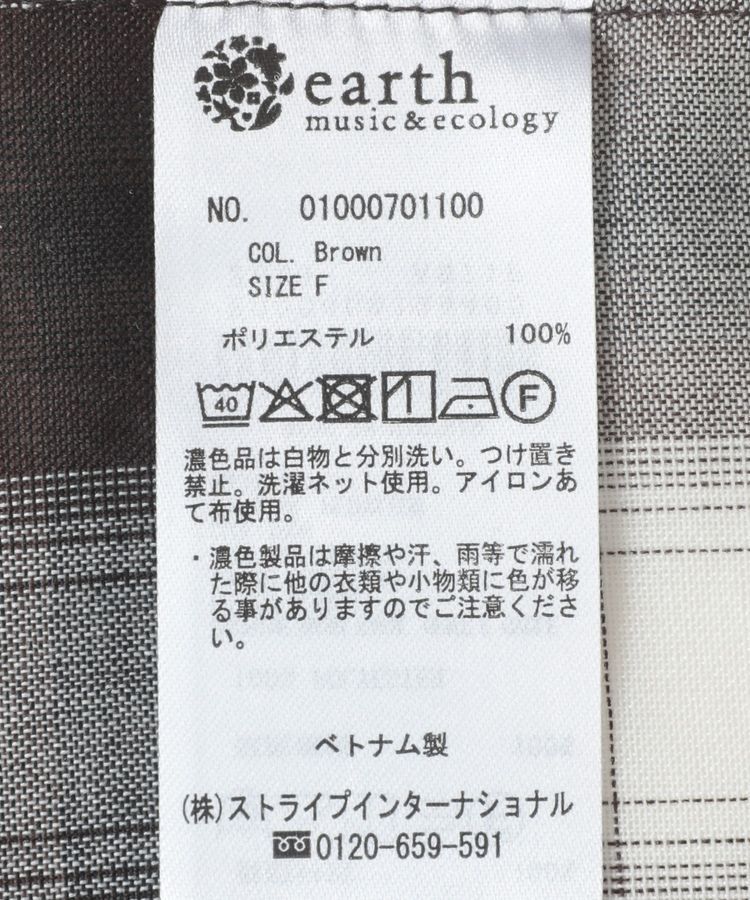 earth
music&ecology
NO. 01000701100
COL. Brown
SIZE F
ポリエステル 100%
40 F
濃色品は白物と分別洗い。つけ置き
禁止。洗濯ネット使用。アイロンあ
て布使用。
・濃色製品は摩擦や汗、雨等で濡れ
た際に他の衣類や小物類に色が移
る事がありますのでご注意くださ
い。
ベトナム製
(株)ストライプインターナショナル
0120-659-591